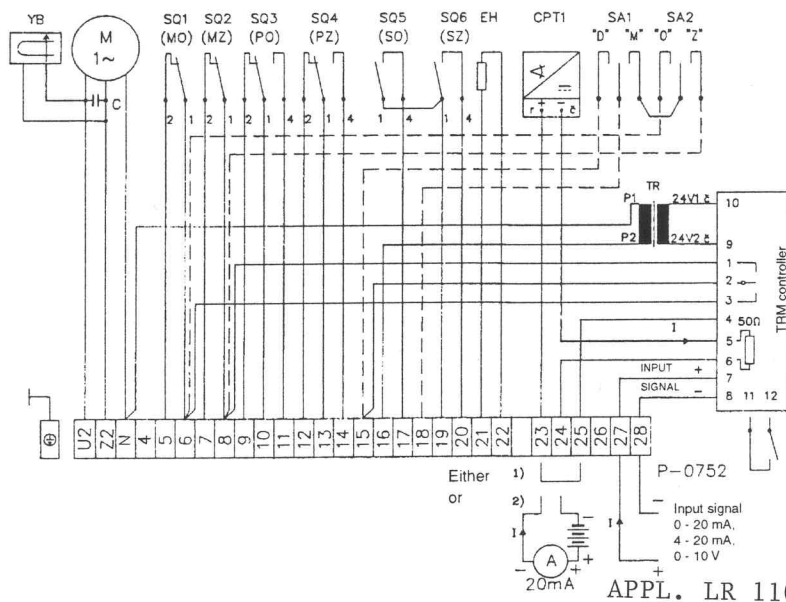 YB
M
1~
C
SQ1 SQ2 SQ3 SQ4 SQ5 SQ6 EH CPT1 SA1 SA2
(MO) (MZ) (PO) (PZ) (SO) (SZ) "D" "M" "O" "Z"
r + − č
2 1 2 1 2 1 4 2 1 4 1 4 1 4
TR
P1 24V1 č 10
P2 24V2 č 9
1
2
3
4 50Ω
I 5
6
INPUT + 7
SIGNAL − 8 11 12
TRM controller
U2 Z2 N 4 5 6 7 8 9 10 11 12 13 14 15 16 17 18 19 20 21 22 23 24 25 26 27 28
Either 1)
or 2)
P-0752
I − A + − +
20mA
I − +
Input signal
0 - 20 mA,
4 - 20 mA,
0 - 10 V
APPL. LR 110